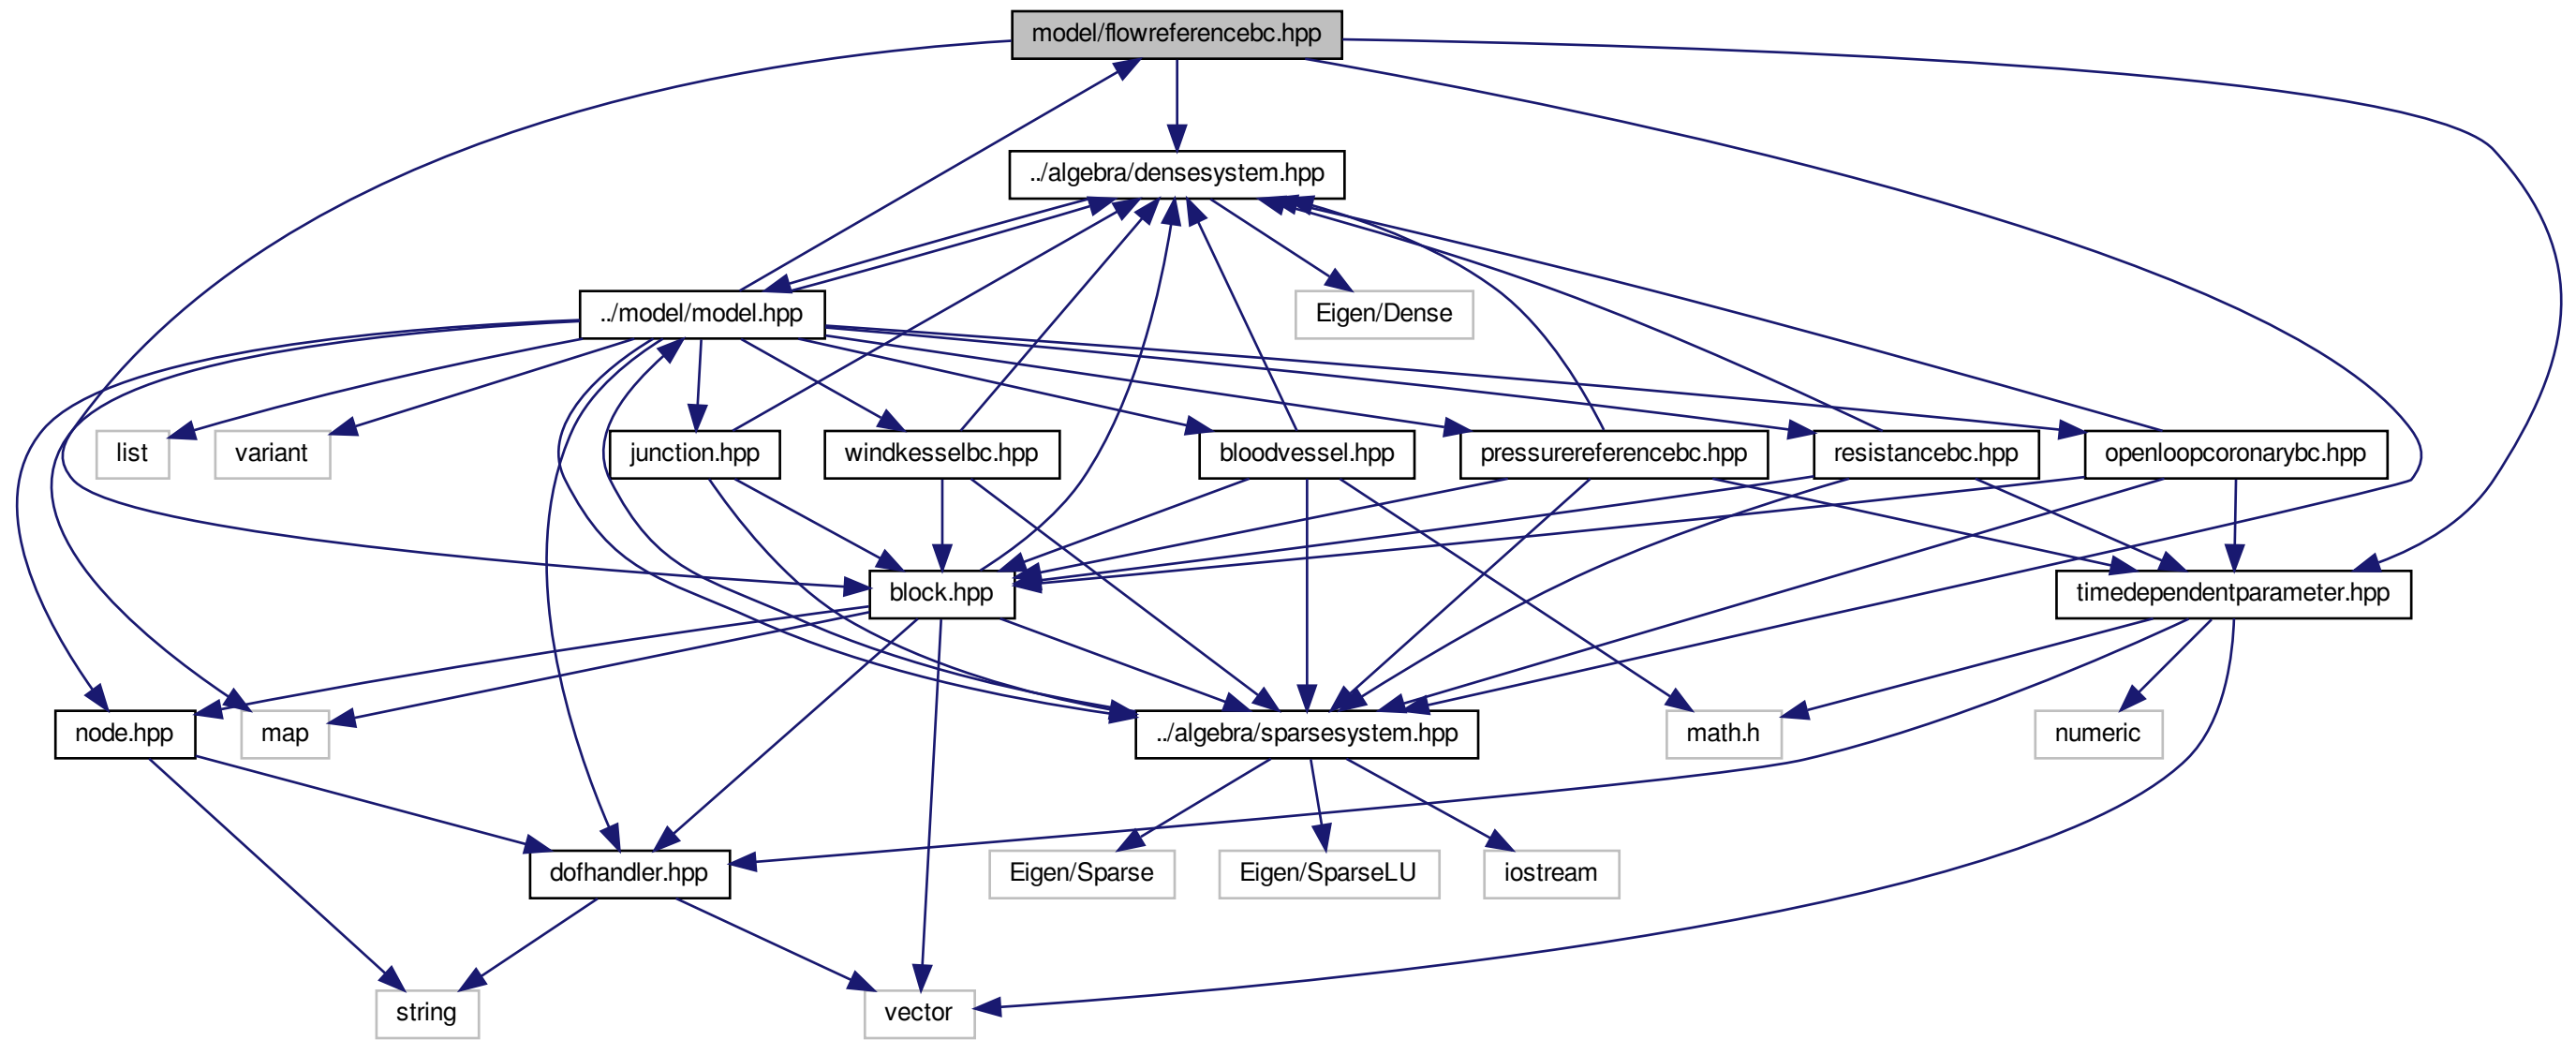 model/flowreferencebc.hpp
../algebra/densesystem.hpp
../model/model.hpp
Eigen/Dense
list
variant
junction.hpp
windkesselbc.hpp
bloodvessel.hpp
pressurereferencebc.hpp
resistancebc.hpp
openloopcoronarybc.hpp
block.hpp
timedependentparameter.hpp
node.hpp
map
../algebra/sparsesystem.hpp
math.h
numeric
dofhandler.hpp
Eigen/Sparse
Eigen/SparseLU
iostream
string
vector